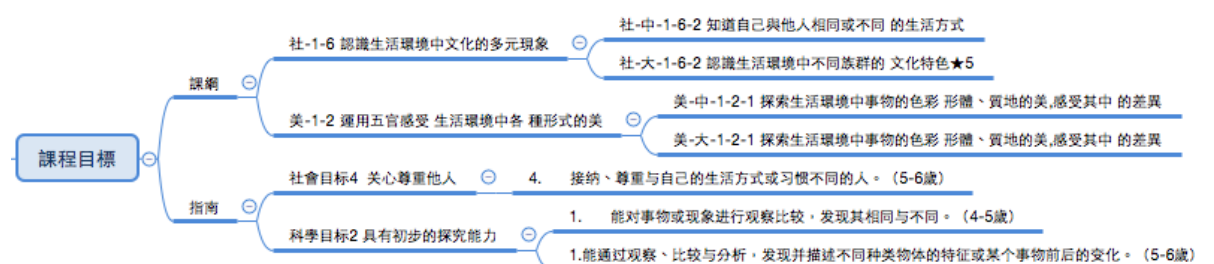 課程目標
課綱
社-1-6 認識生活環境中文化的多元現象
社-中-1-6-2 知道自己與他人相同或不同 的生活方式
社-大-1-6-2 認識生活環境中不同族群的 文化特色★5
美-1-2 運用五官感受 生活環境中各 種形式的美
美-中-1-2-1 探索生活環境中事物的色彩 形體、質地的美,感受其中 的差異
美-大-1-2-1 探索生活環境中事物的色彩 形體、質地的美,感受其中 的差異
指南
社會目标4 关心尊重他人
4. 接纳、尊重与自己的生活方式或习惯不同的人。（5-6歲）
科學目标2 具有初步的探究能力
1. 能对事物或现象进行观察比较，发现其相同与不同。（4-5歲）
1.能通过观察、比较与分析，发现并描述不同种类物体的特征或某个事物前后的变化。（5-6歲）